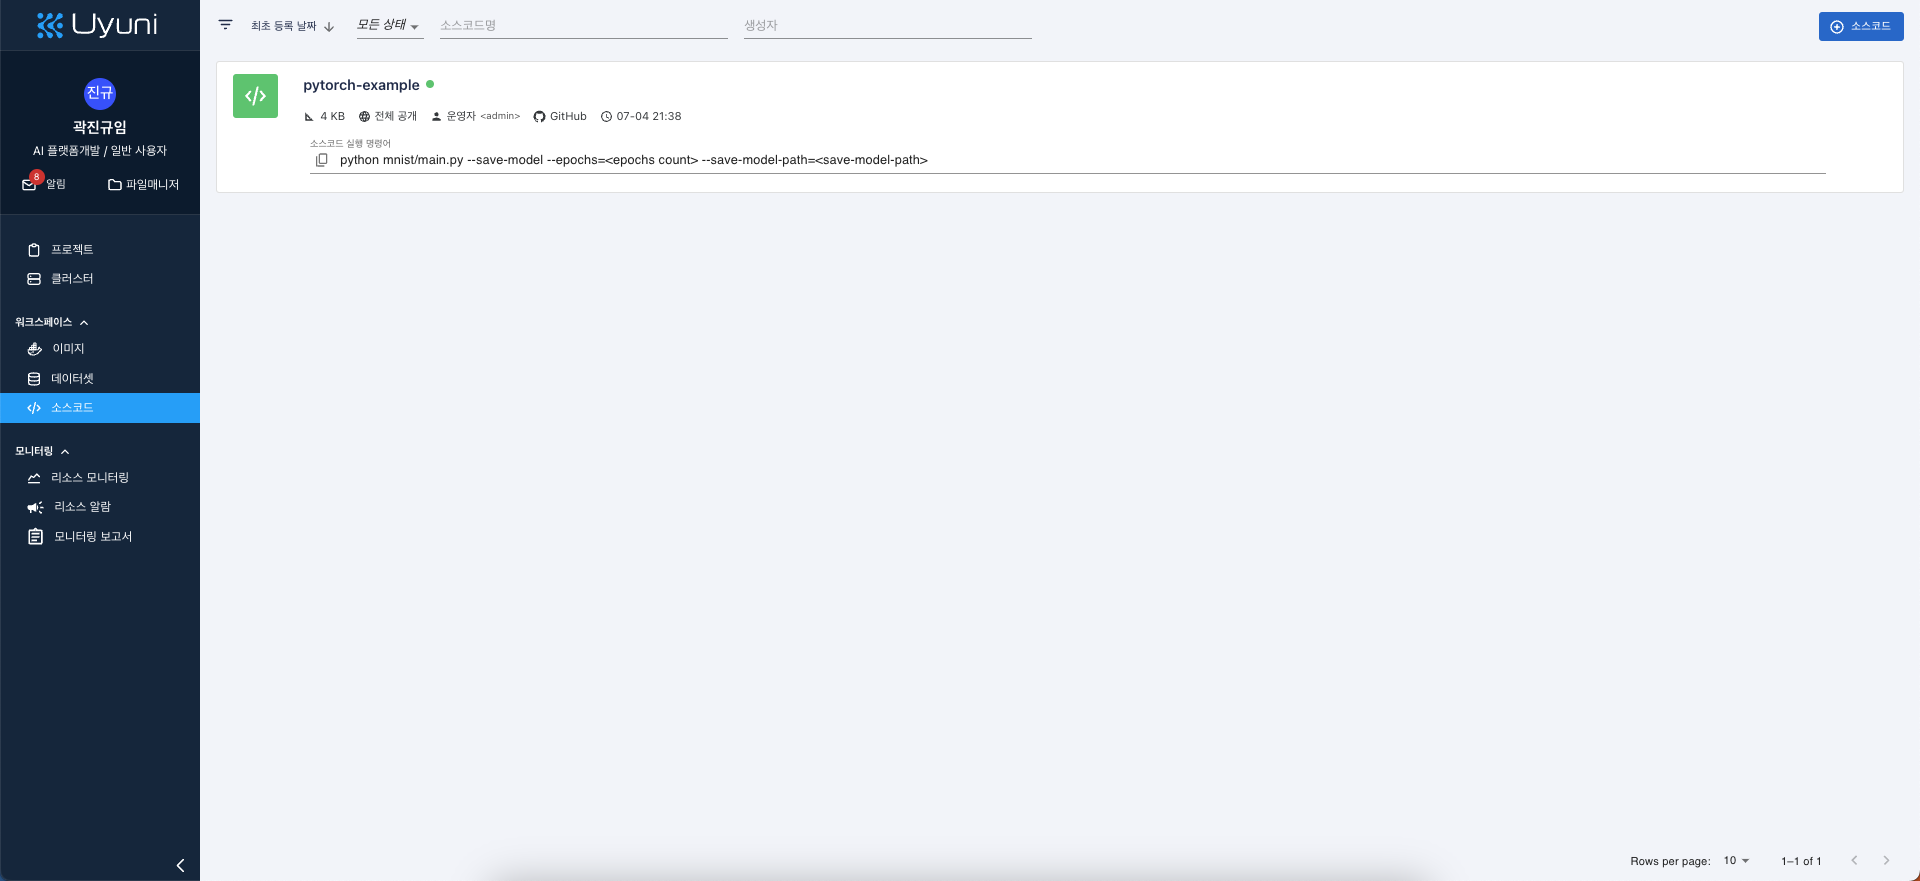 Uyuni
진규
곽진규임
AI 플랫폼개발 / 일반 사용자
8
알림
파일매니저
프로젝트
클러스터
워크스페이스
이미지
데이터셋
소스코드
모니터링
리소스 모니터링
리소스 알람
모니터링 보고서
최초 등록 날짜
모든 상태
소스코드명
생성자
소스코드
pytorch-example
4 KB 전체 공개 운영자 <admin> GitHub 07-04 21:38
소스코드 실행 명령어
python mnist/main.py --save-model --epochs=<epochs count> --save-model-path=<save-model-path>
Rows per page: 10 1–1 of 1